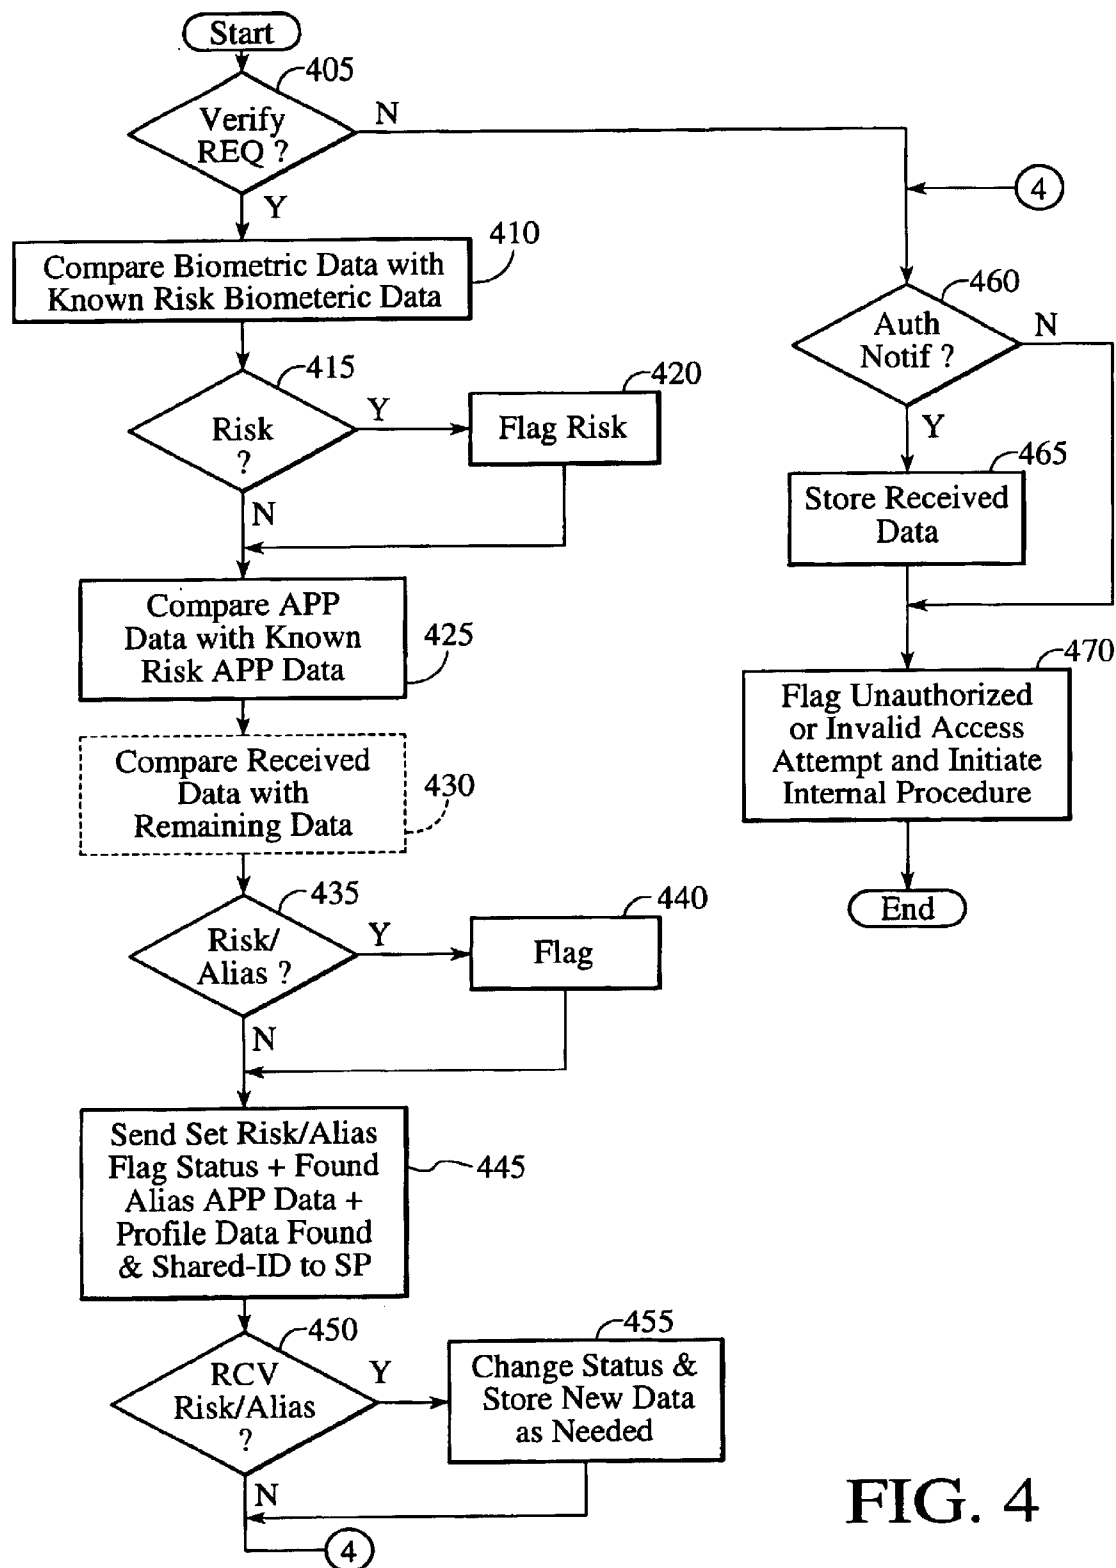 Start
405
Verify
REQ ?
N
Y
4
410
Compare Biometric Data with
Known Risk Biometeric Data
415
Risk
?
Y
N
420
Flag Risk
Compare APP
Data with Known
Risk APP Data
425
Compare Received
Data with
Remaining Data
430
435
Risk/
Alias ?
Y
N
440
Flag
Send Set Risk/Alias
Flag Status + Found
Alias APP Data +
Profile Data Found
& Shared-ID to SP
445
450
RCV
Risk/Alias
?
Y
N
455
Change Status &
Store New Data
as Needed
4
460
Auth
Notif ?
N
Y
465
Store Received
Data
470
Flag Unauthorized
or Invalid Access
Attempt and Initiate
Internal Procedure
End
FIG. 4